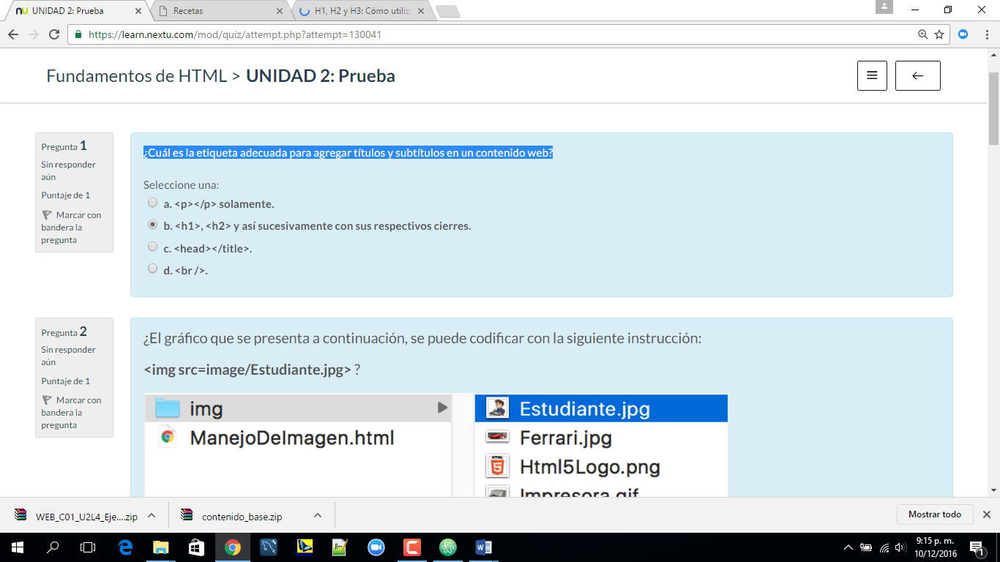 UNIDAD 2: Prueba
Recetas
H1, H2 y H3: Cómo utiliz
https://learn.nextu.com/mod/quiz/attempt.php?attempt=130041
Fundamentos de HTML > UNIDAD 2: Prueba
Pregunta 1
Sin responder
aún
Puntaje de 1
Marcar con
bandera la
pregunta
¿Cuál es la etiqueta adecuada para agregar títulos y subtítulos en un contenido web?
Seleccione una:
a. <p></p> solamente.
b. <h1>, <h2> y así sucesivamente con sus respectivos cierres.
c. <head></title>.
d. <br />.
Pregunta 2
Sin responder
aún
Puntaje de 1
Marcar con
bandera la
pregunta
¿El gráfico que se presenta a continuación, se puede codificar con la siguiente instrucción:
<img src=image/Estudiante.jpg> ?
img
ManejoDeImagen.html
Estudiante.jpg
Ferrari.jpg
Html5Logo.png
Impresora.gif
WEB_C01_U2L4_Eje....zip
contenido_base.zip
Mostrar todo
9:15 p. m.
10/12/2016